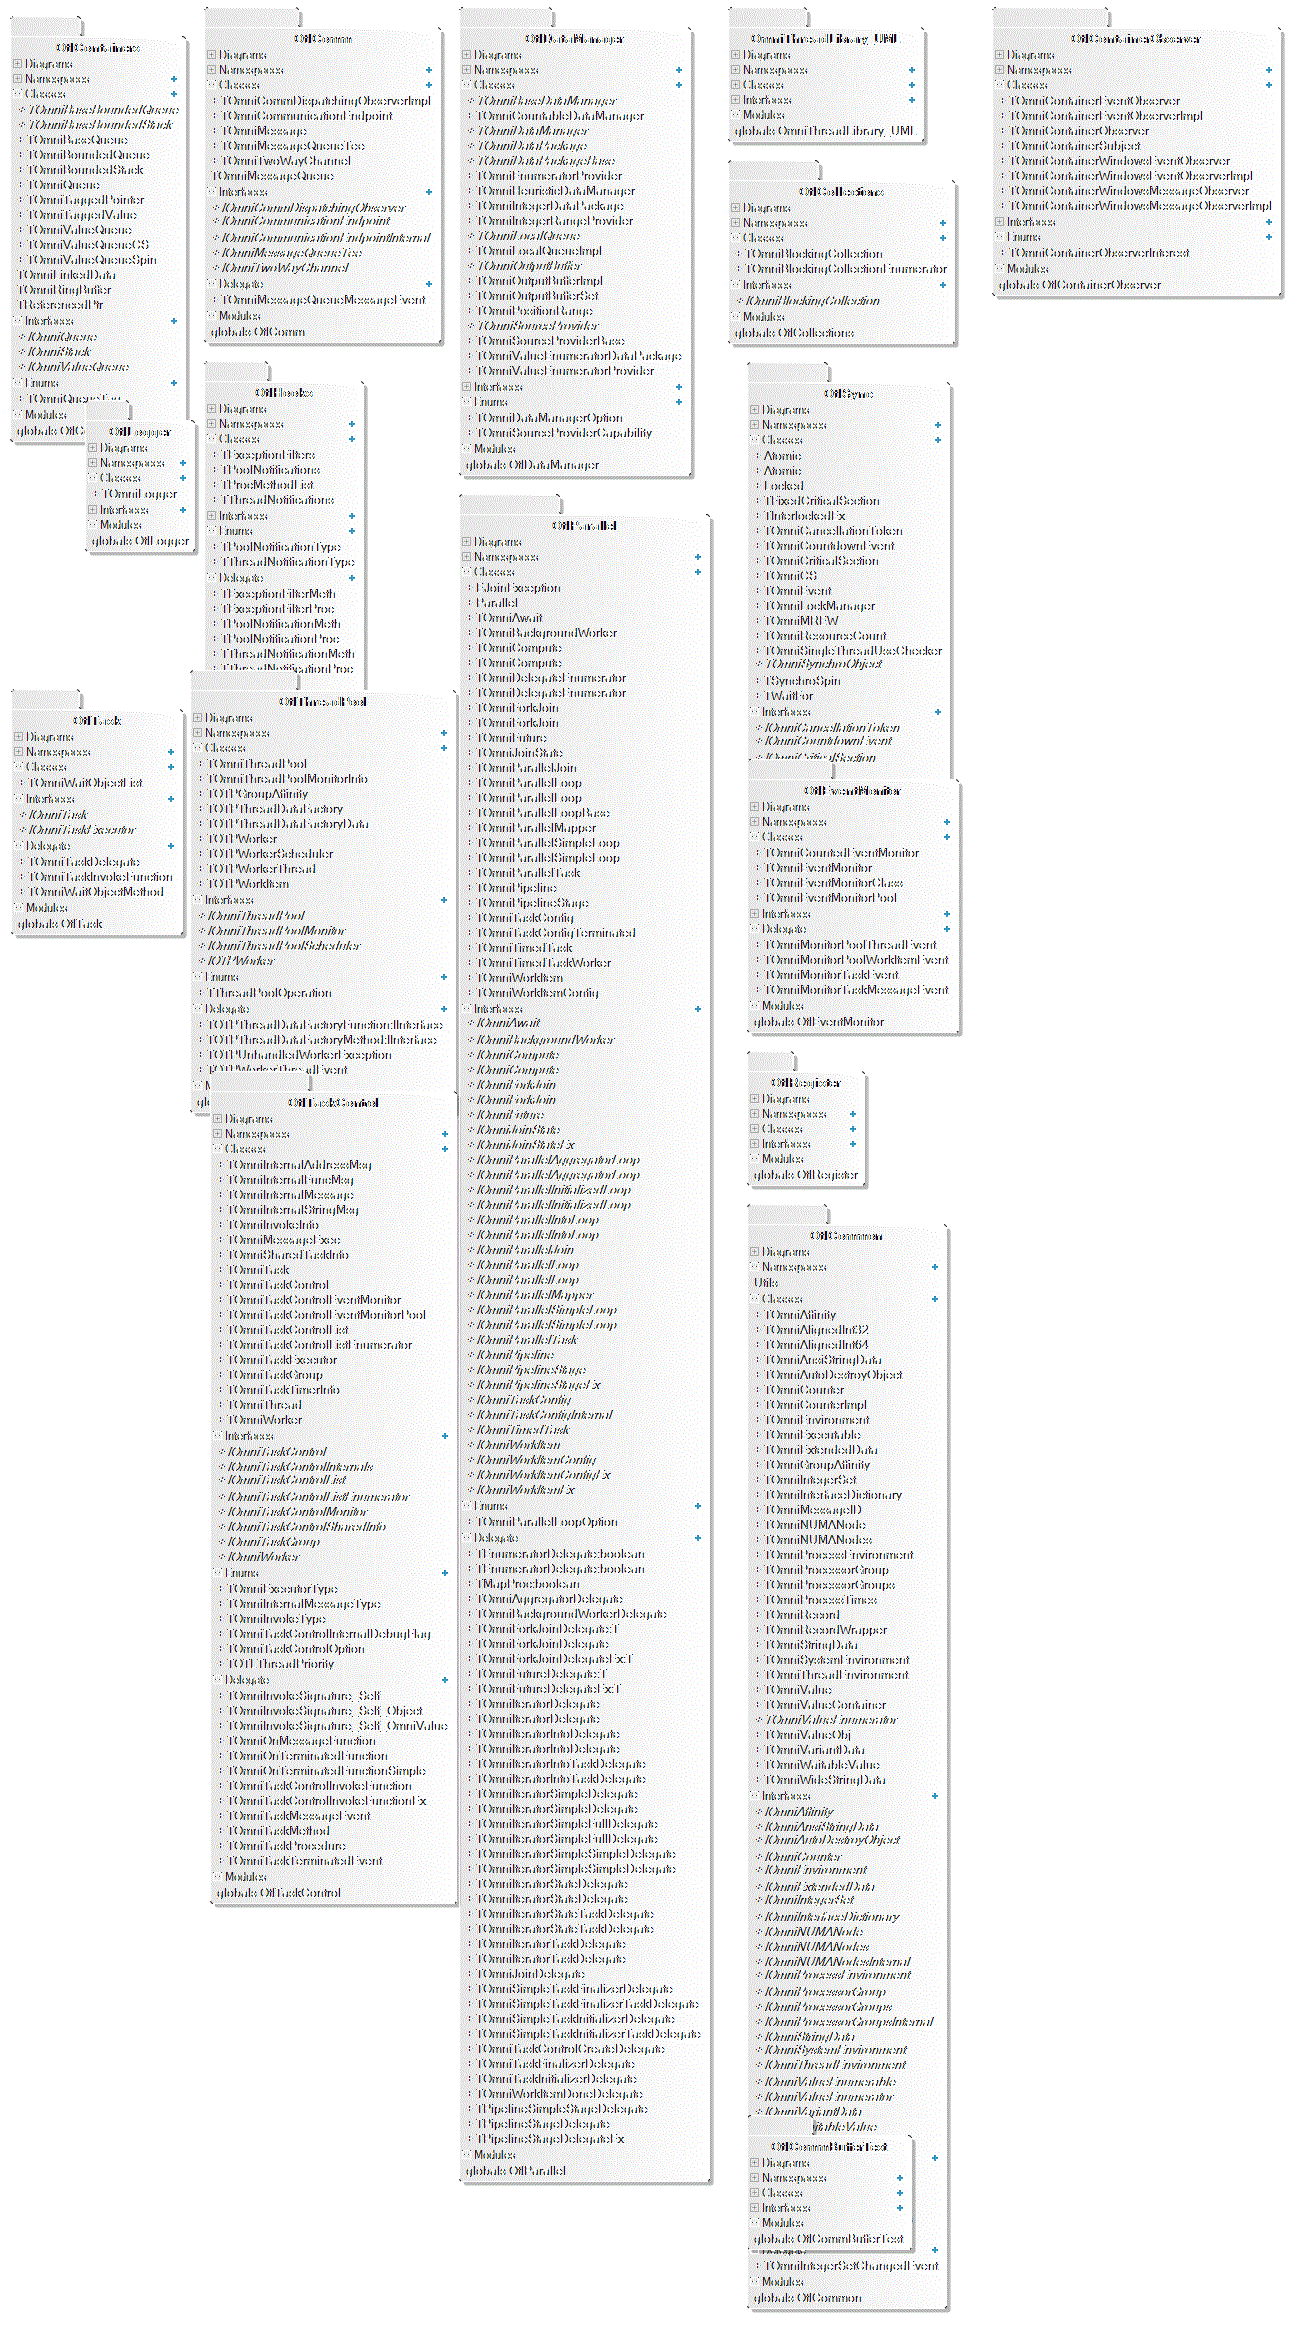 OtlContainers
Diagrams
Namespaces
Classes
TOmniBaseBoundedQueue
TOmniBaseBoundedStack
TOmniBaseQueue
TOmniBoundedQueue
TOmniBoundedStack
TOmniQueue
TOmniTaggedPointer
TOmniTaggedValue
TOmniValueQueue
TOmniValueQueueCS
TOmniValueQueueSpin
TOmniLinkedData
TOmniRingBuffer
TReferencedPtr
Interfaces
IOmniQueue
IOmniStack
IOmniValueQueue
Enums
TOmniQueueTag
Modules
globals
OtlLogger
Diagrams
Namespaces
Classes
TOmniLogger
Interfaces
Modules
globals OtlLogger
OtlTask
Diagrams
Namespaces
Classes
TOmniWaitObjectList
Interfaces
IOmniTask
IOmniTaskExecutor
Delegate
TOmniTaskDelegate
TOmniTaskInvokeFunction
TOmniWaitObjectMethod
Modules
globals OtlTask
OtlComm
Diagrams
Namespaces
Classes
TOmniCommDispatchingObserverImpl
TOmniCommunicationEndpoint
TOmniMessage
TOmniMessageQueueTee
TOmniTwoWayChannel
TOmniMessageQueue
Interfaces
IOmniCommDispatchingObserver
IOmniCommunicationEndpoint
IOmniCommunicationEndpointInternal
IOmniMessageQueueTee
IOmniTwoWayChannel
Delegate
TOmniMessageQueueMessageEvent
Modules
globals OtlComm
OtlHooks
Diagrams
Namespaces
Classes
TExceptionFilters
TPoolNotifications
TProcMethodList
TThreadNotifications
Interfaces
Enums
TPoolNotificationType
TThreadNotificationType
Delegate
TExceptionFilterMeth
TExceptionFilterProc
TPoolNotificationMeth
TPoolNotificationProc
TThreadNotificationMeth
TThreadNotificationProc
OtlThreadPool
Diagrams
Namespaces
Classes
TOmniThreadPool
TOmniThreadPoolMonitorInfo
TOTPGroupAffinity
TOTPThreadDataFactory
TOTPThreadDataFactoryData
TOTPWorker
TOTPWorkerScheduler
TOTPWorkerThread
TOTPWorkItem
Interfaces
IOmniThreadPool
IOmniThreadPoolMonitor
IOmniThreadPoolScheduler
IOTPWorker
Enums
TThreadPoolOperation
Delegate
TOTPThreadDataFactoryFunction:IInterface
TOTPThreadDataFactoryMethod:IInterface
TOTPUnhandledWorkerException
TOTPWorkerThreadEvent
OtlTaskControl
Diagrams
Namespaces
Classes
TOmniInternalAddressMsg
TOmniInternalFuncMsg
TOmniInternalMessage
TOmniInternalStringMsg
TOmniInvokeInfo
TOmniMessageExec
TOmniSharedTaskInfo
TOmniTask
TOmniTaskControl
TOmniTaskControlEventMonitor
TOmniTaskControlEventMonitorPool
TOmniTaskControlList
TOmniTaskControlListEnumerator
TOmniTaskExecutor
TOmniTaskGroup
TOmniTaskTimerInfo
TOmniThread
TOmniWorker
Interfaces
IOmniTaskControl
IOmniTaskControlInternals
IOmniTaskControlList
IOmniTaskControlListEnumerator
IOmniTaskControlMonitor
IOmniTaskControlSharedInfo
IOmniTaskGroup
IOmniWorker
Enums
TOmniExecutorType
TOmniInternalMessageType
TOmniInvokeType
TOmniTaskControlInternalDebugFlag
TOmniTaskControlOption
TOTLThreadPriority
Delegate
TOmniInvokeSignature_Self
TOmniInvokeSignature_Self_Object
TOmniInvokeSignature_Self_OmniValue
TOmniOnMessageFunction
TOmniOnTerminatedFunction
TOmniOnTerminatedFunctionSimple
TOmniTaskControlInvokeFunction
TOmniTaskControlInvokeFunctionEx
TOmniTaskMessageEvent
TOmniTaskMethod
TOmniTaskProcedure
TOmniTaskTerminatedEvent
Modules
globals OtlTaskControl
OtlDataManager
Diagrams
Namespaces
Classes
TOmniBaseDataManager
TOmniCountableDataManager
TOmniDataManager
TOmniDataPackage
TOmniDataPackageBase
TOmniEnumeratorProvider
TOmniHeuristicDataManager
TOmniIntegerDataPackage
TOmniIntegerRangeProvider
TOmniLocalQueue
TOmniLocalQueueImpl
TOmniOutputBuffer
TOmniOutputBufferImpl
TOmniOutputBufferSet
TOmniPositionRange
TOmniSourceProvider
TOmniSourceProviderBase
TOmniValueEnumeratorDataPackage
TOmniValueEnumeratorProvider
Interfaces
Enums
TOmniDataManagerOption
TOmniSourceProviderCapability
Modules
globals OtlDataManager
OtlParallel
Diagrams
Namespaces
Classes
EJoinException
Parallel
TOmniAwait
TOmniBackgroundWorker
TOmniCompute
TOmniCompute
TOmniDelegateEnumerator
TOmniDelegateEnumerator
TOmniForkJoin
TOmniForkJoin
TOmniFuture
TOmniJoinState
TOmniParallelJoin
TOmniParallelLoop
TOmniParallelLoop
TOmniParallelLoopBase
TOmniParallelMapper
TOmniParallelSimpleLoop
TOmniParallelSimpleLoop
TOmniParallelTask
TOmniPipeline
TOmniPipelineStage
TOmniTaskConfig
TOmniTaskConfigTerminated
TOmniTimedTask
TOmniTimedTaskWorker
TOmniWorkItem
TOmniWorkItemConfig
Interfaces
IOmniAwait
IOmniBackgroundWorker
IOmniCompute
IOmniCompute
IOmniForkJoin
IOmniForkJoin
IOmniFuture
IOmniJoinState
IOmniJoinStateEx
IOmniParallelAggregatorLoop
IOmniParallelAggregatorLoop
IOmniParallelInitializedLoop
IOmniParallelInitializedLoop
IOmniParallelIntoLoop
IOmniParallelIntoLoop
IOmniParallelJoin
IOmniParallelLoop
IOmniParallelLoop
IOmniParallelMapper
IOmniParallelSimpleLoop
IOmniParallelSimpleLoop
IOmniParallelTask
IOmniPipeline
IOmniPipelineStage
IOmniPipelineStageEx
IOmniTaskConfig
IOmniTaskConfigInternal
IOmniTimedTask
IOmniWorkItem
IOmniWorkItemConfig
IOmniWorkItemConfigEx
IOmniWorkItemEx
Enums
TOmniParallelLoopOption
Delegate
TEnumeratorDelegate:boolean
TEnumeratorDelegate:boolean
TMapProc:boolean
TOmniAggregatorDelegate
TOmniBackgroundWorkerDelegate
TOmniForkJoinDelegate:T
TOmniForkJoinDelegate
TOmniForkJoinDelegateEx:T
TOmniFutureDelegate:T
TOmniFutureDelegateEx:T
TOmniIteratorDelegate
TOmniIteratorDelegate
TOmniIteratorIntoDelegate
TOmniIteratorIntoDelegate
TOmniIteratorIntoTaskDelegate
TOmniIteratorIntoTaskDelegate
TOmniIteratorSimpleDelegate
TOmniIteratorSimpleDelegate
TOmniIteratorSimpleFullDelegate
TOmniIteratorSimpleFullDelegate
TOmniIteratorSimpleSimpleDelegate
TOmniIteratorSimpleSimpleDelegate
TOmniIteratorStateDelegate
TOmniIteratorStateDelegate
TOmniIteratorStateTaskDelegate
TOmniIteratorStateTaskDelegate
TOmniIteratorTaskDelegate
TOmniIteratorTaskDelegate
TOmniJoinDelegate
TOmniSimpleTaskFinalizerDelegate
TOmniSimpleTaskFinalizerTaskDelegate
TOmniSimpleTaskInitializerDelegate
TOmniSimpleTaskInitializerTaskDelegate
TOmniTaskControlCreateDelegate
TOmniTaskFinalizerDelegate
TOmniTaskInitializerDelegate
TOmniWorkItemDoneDelegate
TPipelineSimpleStageDelegate
TPipelineStageDelegate
TPipelineStageDelegateEx
Modules
globals OtlParallel
OmniThreadLibrary_UML
Diagrams
Namespaces
Classes
Interfaces
Modules
globals OmniThreadLibrary_UML
OtlCollections
Diagrams
Namespaces
Classes
TOmniBlockingCollection
TOmniBlockingCollectionEnumerator
Interfaces
IOmniBlockingCollection
Modules
globals OtlCollections
OtlSync
Diagrams
Namespaces
Classes
Atomic
Atomic
Locked
TFixedCriticalSection
TInterlockedEx
TOmniCancellationToken
TOmniCountdownEvent
TOmniCriticalSection
TOmniCS
TOmniEvent
TOmniLockManager
TOmniMREW
TOmniResourceCount
TOmniSingleThreadUseChecker
TOmniSynchroObject
TSynchroSpin
TWaitFor
Interfaces
IOmniCancellationToken
IOmniCountdownEvent
IOmniCriticalSection
OtlEventMonitor
Diagrams
Namespaces
Classes
TOmniCountedEventMonitor
TOmniEventMonitor
TOmniEventMonitorClass
TOmniEventMonitorPool
Interfaces
Delegate
TOmniMonitorPoolThreadEvent
TOmniMonitorPoolWorkItemEvent
TOmniMonitorTaskEvent
TOmniMonitorTaskMessageEvent
Modules
globals OtlEventMonitor
OtlRegister
Diagrams
Namespaces
Classes
Interfaces
Modules
globals OtlRegister
OtlCommon
Diagrams
Namespaces
Utils
Classes
TOmniAffinity
TOmniAlignedInt32
TOmniAlignedInt64
TOmniAnsiStringData
TOmniAutoDestroyObject
TOmniCounter
TOmniCounterImpl
TOmniEnvironment
TOmniExecutable
TOmniExtendedData
TOmniGroupAffinity
TOmniIntegerSet
TOmniInterfaceDictionary
TOmniMessageID
TOmniNUMANode
TOmniNUMANodes
TOmniProcessEnvironment
TOmniProcessorGroup
TOmniProcessorGroups
TOmniProcessTimes
TOmniRecord
TOmniRecordWrapper
TOmniStringData
TOmniSystemEnvironment
TOmniThreadEnvironment
TOmniValue
TOmniValueContainer
TOmniValueEnumerator
TOmniValueObj
TOmniVariantData
TOmniWaitableValue
TOmniWideStringData
Interfaces
IOmniAffinity
IOmniAnsiStringData
IOmniAutoDestroyObject
IOmniCounter
IOmniEnvironment
IOmniExtendedData
IOmniIntegerSet
IOmniInterfaceDictionary
IOmniNUMANode
IOmniNUMANodes
IOmniNUMANodesInternal
IOmniProcessEnvironment
IOmniProcessorGroup
IOmniProcessorGroups
IOmniProcessorGroupsInternal
IOmniStringData
IOmniSystemEnvironment
IOmniThreadEnvironment
IOmniValueEnumerable
IOmniValueEnumerator
IOmniVariantData
itableValue
OtlCommBufferTest
Diagrams
Namespaces
Classes
Interfaces
Modules
globals OtlCommBufferTest
Delegate
TOmniIntegerSetChangedEvent
Modules
globals OtlCommon
OtlContainerObserver
Diagrams
Namespaces
Classes
TOmniContainerEventObserver
TOmniContainerEventObserverImpl
TOmniContainerObserver
TOmniContainerSubject
TOmniContainerWindowsEventObserver
TOmniContainerWindowsEventObserverImpl
TOmniContainerWindowsMessageObserver
TOmniContainerWindowsMessageObserverImpl
Interfaces
Enums
TOmniContainerObserverInterest
Modules
globals OtlContainerObserver